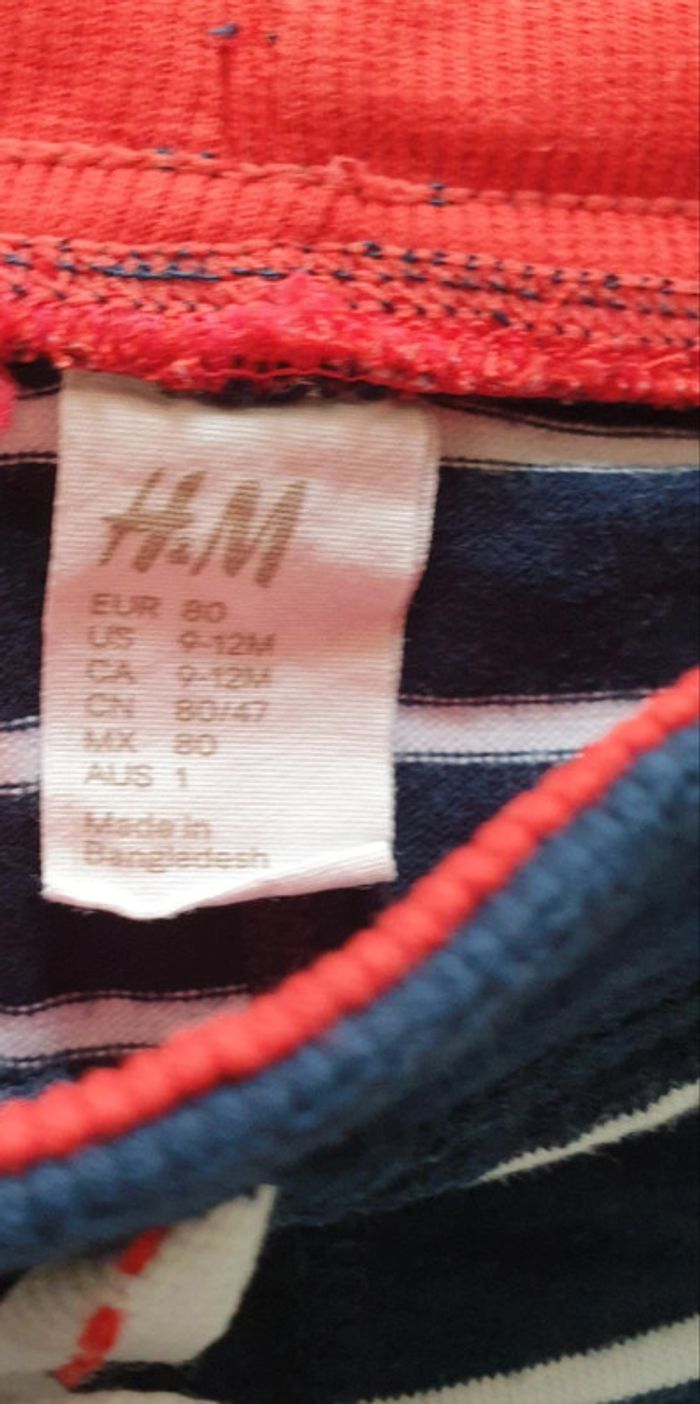 H&M
EUR 80
US 9-12M
CA 9-12M
CN 80/47
MX 80
AUS 1
Made in
Bangladesh